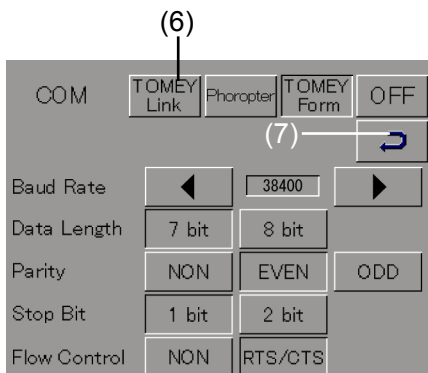 (6)
COM TOMEY Link Phoropter TOMEY Form OFF
(7)
Baud Rate 38400
Data Length 7 bit 8 bit
Parity NON EVEN ODD
Stop Bit 1 bit 2 bit
Flow Control NON RTS/CTS